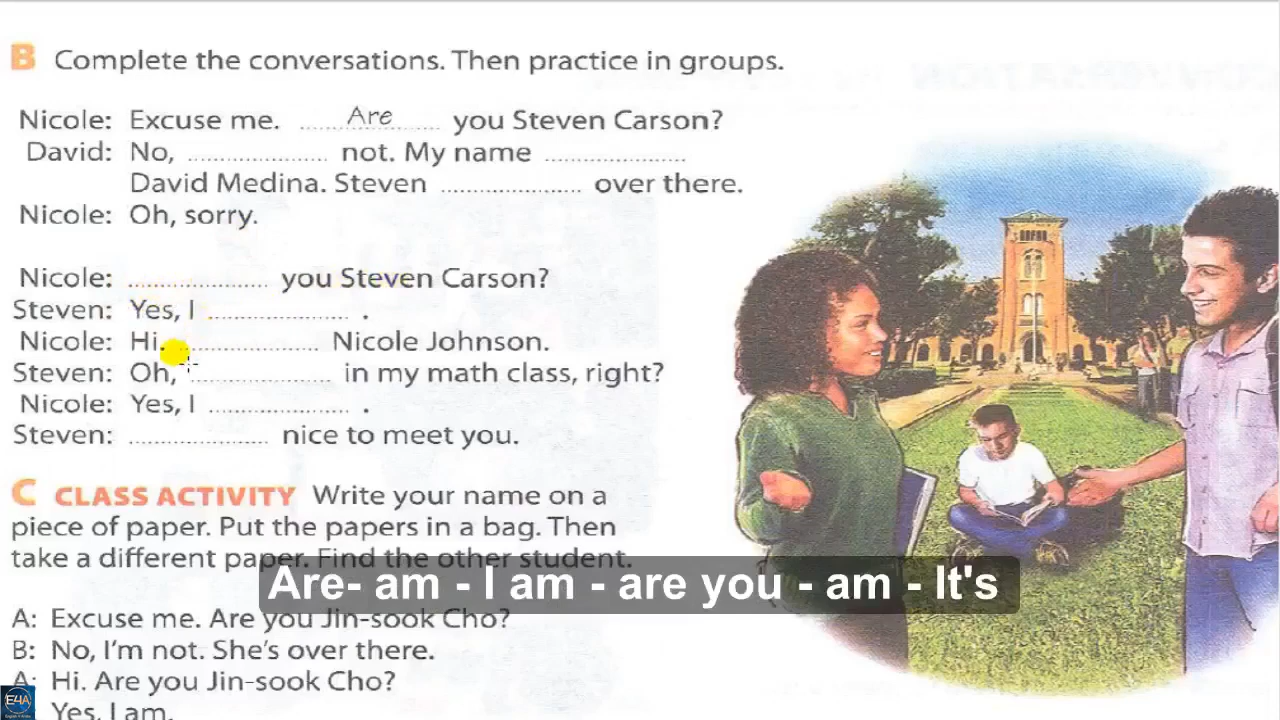 B Complete the conversations. Then practice in groups.
Nicole: Excuse me. Are you Steven Carson?
David: No, .................... not. My name ....................
David Medina. Steven .................... over there.
Nicole: Oh, sorry.
Nicole: .................... you Steven Carson?
Steven: Yes, I .................... .
Nicole: Hi. .................... Nicole Johnson.
Steven: Oh, .................... in my math class, right?
Nicole: Yes, I .................... .
Steven: .................... nice to meet you.
C CLASS ACTIVITY Write your name on a
piece of paper. Put the papers in a bag. Then
take a different paper. Find the other student.
Are- am - I am - are you - am - It's
A: Excuse me. Are you Jin-sook Cho?
B: No, I'm not. She's over there.
A: Hi. Are you Jin-sook Cho?
Yes, I am.
E4A